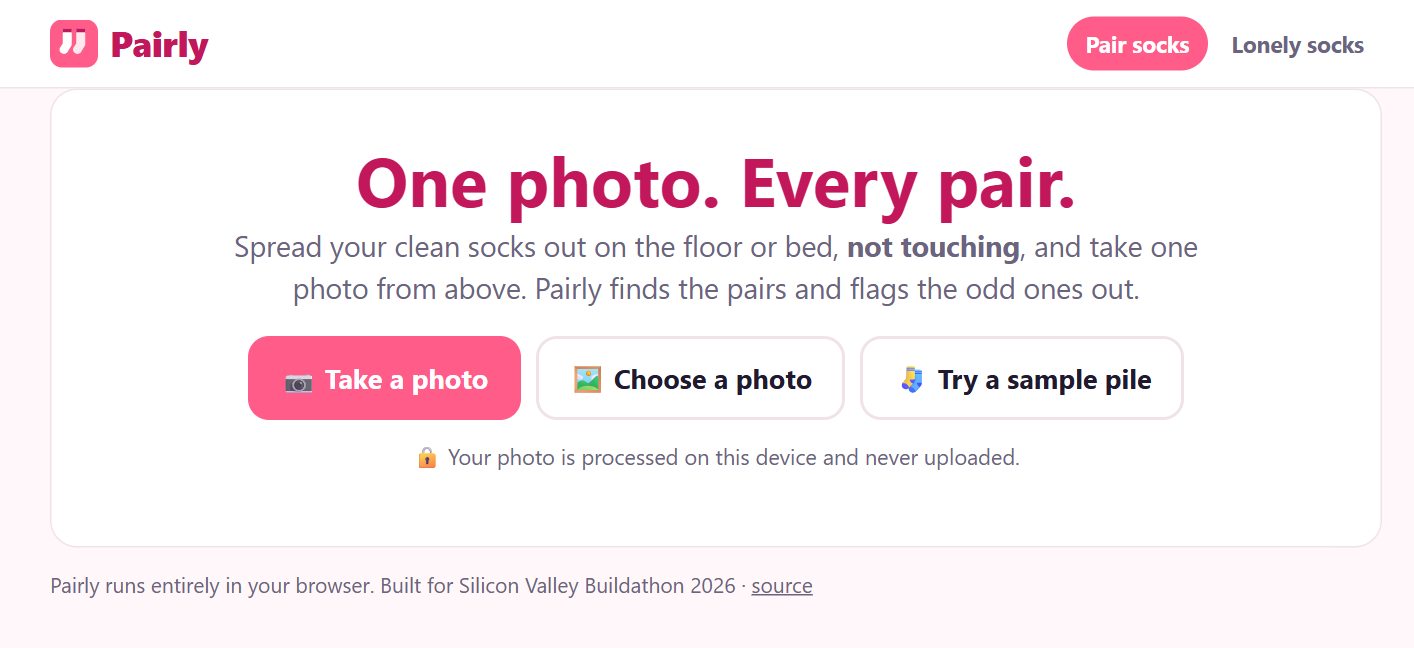 Pairly
Pair socks
Lonely socks
One photo. Every pair.
Spread your clean socks out on the floor or bed, not touching, and take one
photo from above. Pairly finds the pairs and flags the odd ones out.
Take a photo
Choose a photo
Try a sample pile
Your photo is processed on this device and never uploaded.
Pairly runs entirely in your browser. Built for Silicon Valley Buildathon 2026 · source